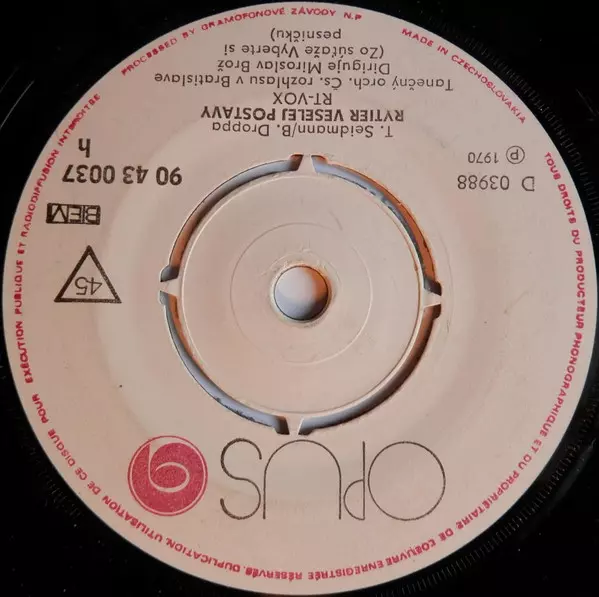 OPUS
45
BIEM
90 43 0037
h
D 03988
Ⓟ 1970
T. Seidmann/B. Droppa
RYTIER VESELEJ POSTAVY
RT-VOX
Tanečný orch. Čs. rozhlasu v Bratislave
Diriguje Miroslav Brož
(Zo súťaže Vyberte si
pesničku)
TOUS DROITS DU PRODUCTEUR PHONOGRAPHIQUE ET DU PROPRIÉTAIRE DE L'OEUVRE ENREGISTRÉE RÉSERVÉS. DUPLICATION, UTILISATION DE CE DISQUE POUR EXÉCUTION PUBLIQUE ET RADIODIFFUSION INTERDITE
PROCESSED BY GRAMOFONOVÉ ZÁVODY N.P.
MADE IN CZECHOSLOVAKIA